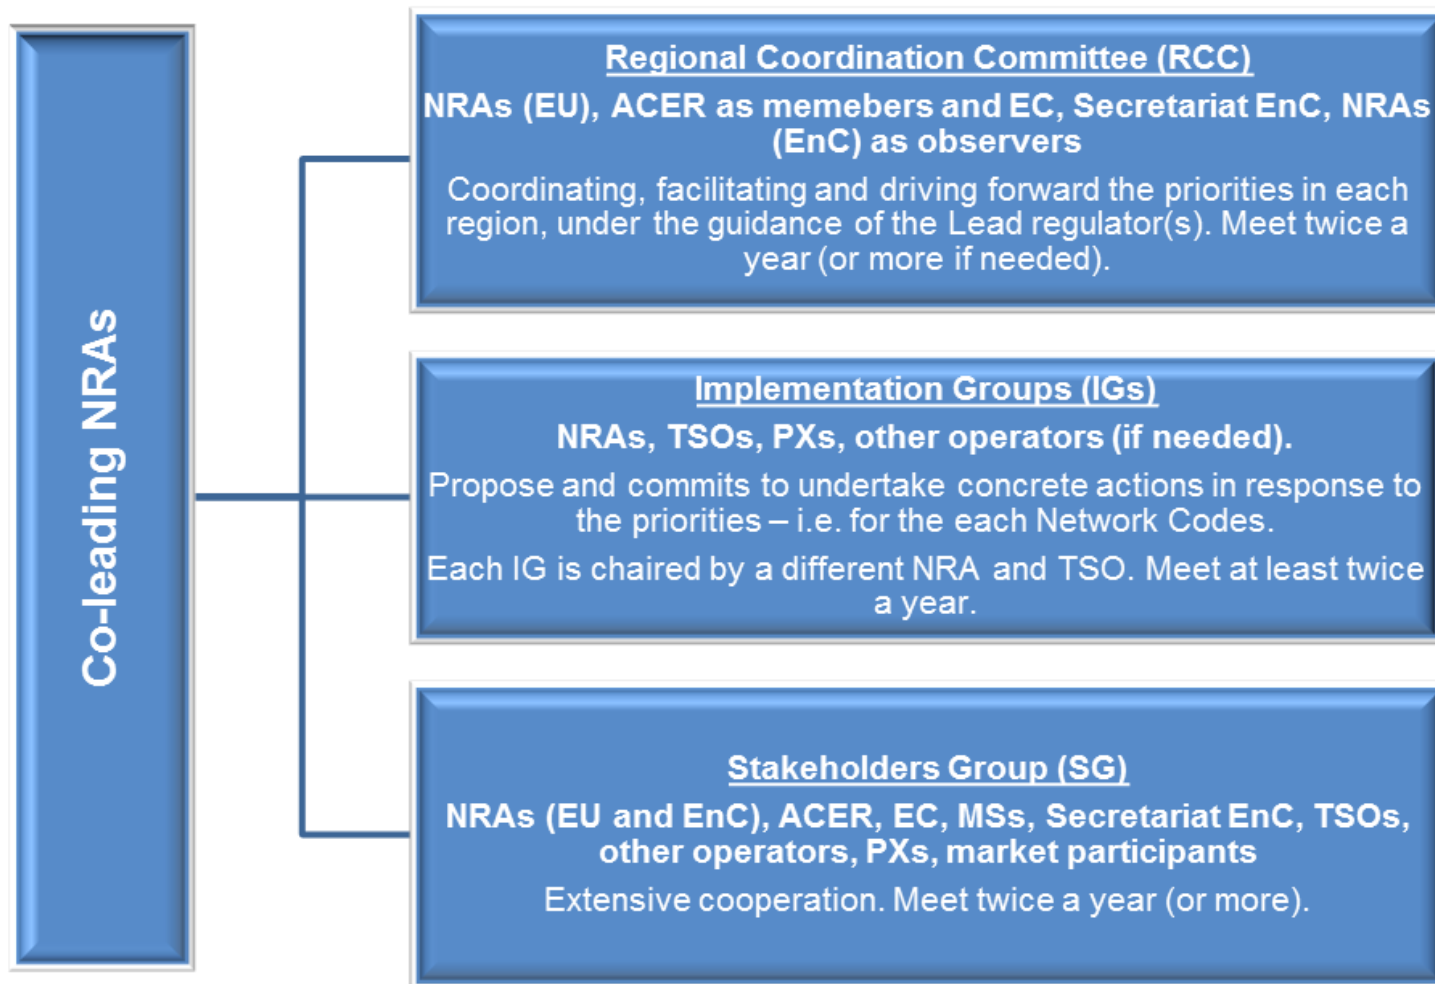 Co-leading NRAs
Regional Coordination Committee (RCC)
NRAs (EU), ACER as memebers and EC, Secretariat EnC, NRAs
(EnC) as observers
Coordinating, facilitating and driving forward the priorities in each
region, under the guidance of the Lead regulator(s). Meet twice a
year (or more if needed).
Implementation Groups (IGs)
NRAs, TSOs, PXs, other operators (if needed).
Propose and commits to undertake concrete actions in response to
the priorities – i.e. for the each Network Codes.
Each IG is chaired by a different NRA and TSO. Meet at least twice
a year.
Stakeholders Group (SG)
NRAs (EU and EnC), ACER, EC, MSs, Secretariat EnC, TSOs,
other operators, PXs, market participants
Extensive cooperation. Meet twice a year (or more).